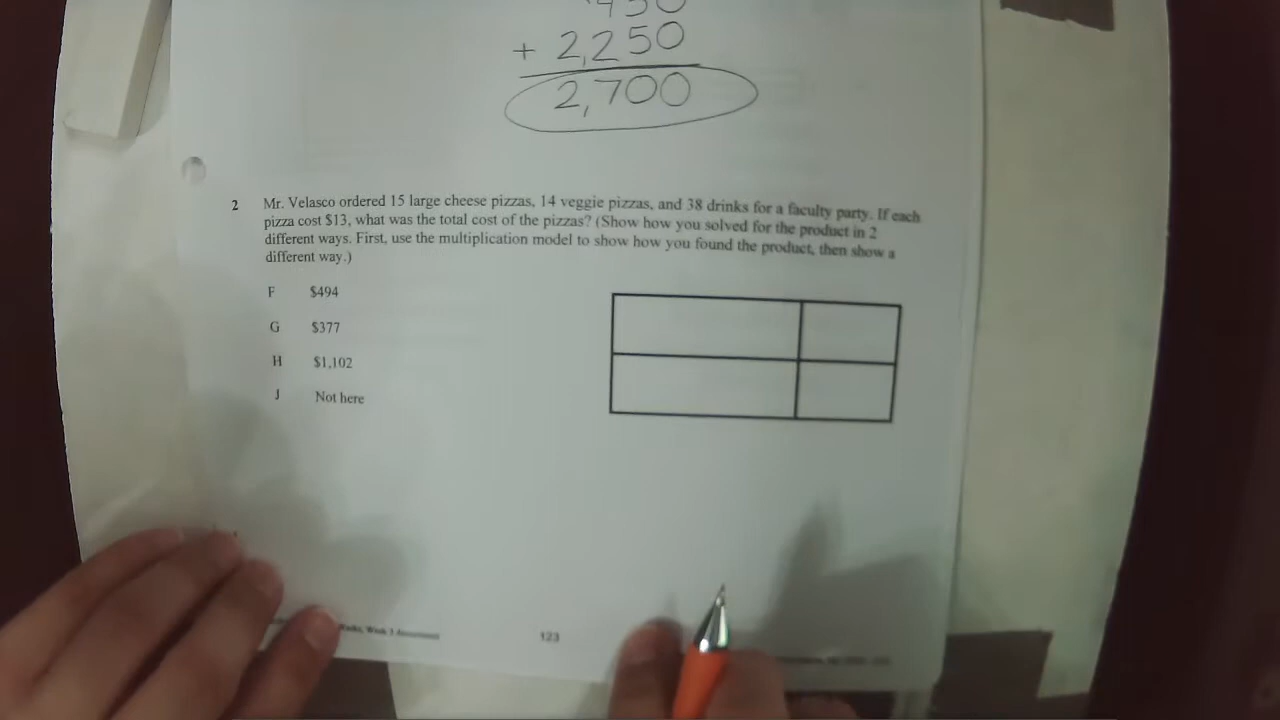 + 2,250
2,700
2 Mr. Velasco ordered 15 large cheese pizzas, 14 veggie pizzas, and 38 drinks for a faculty party. If each
pizza cost $13, what was the total cost of the pizzas? (Show how you solved for the product in 2
different ways. First, use the multiplication model to show how you found the product, then show a
different way.)
F $494
G $377
H $1,102
J Not here
Week 3 Assessment
123